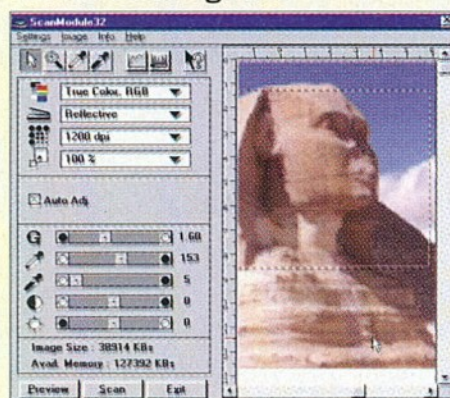 ScanModule32
Settings Image Info Help
True Color, RGB
Reflective
1200 dpi
100 %
Auto Adj.
G 1.60
153
5
0
0
Image Size : 38914 KBs
Avail. Memory : 127392 KBs
Preview Scan Exit